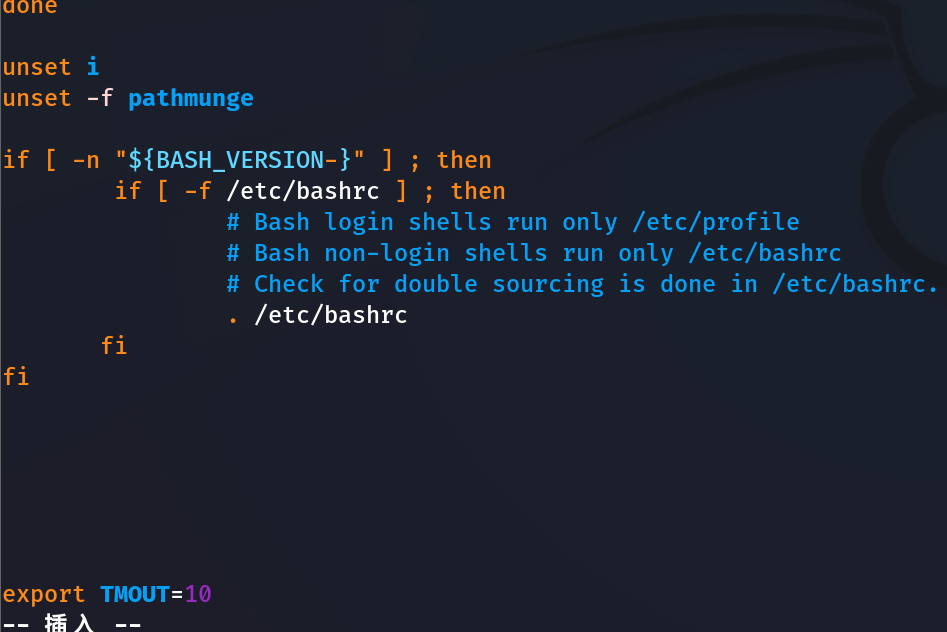 done
unset i
unset -f pathmunge
if [ -n "${BASH_VERSION-}" ] ; then
        if [ -f /etc/bashrc ] ; then
                # Bash login shells run only /etc/profile
                # Bash non-login shells run only /etc/bashrc
                # Check for double sourcing is done in /etc/bashrc.
                . /etc/bashrc
       fi
fi
export TMOUT=10
-- 插入 --